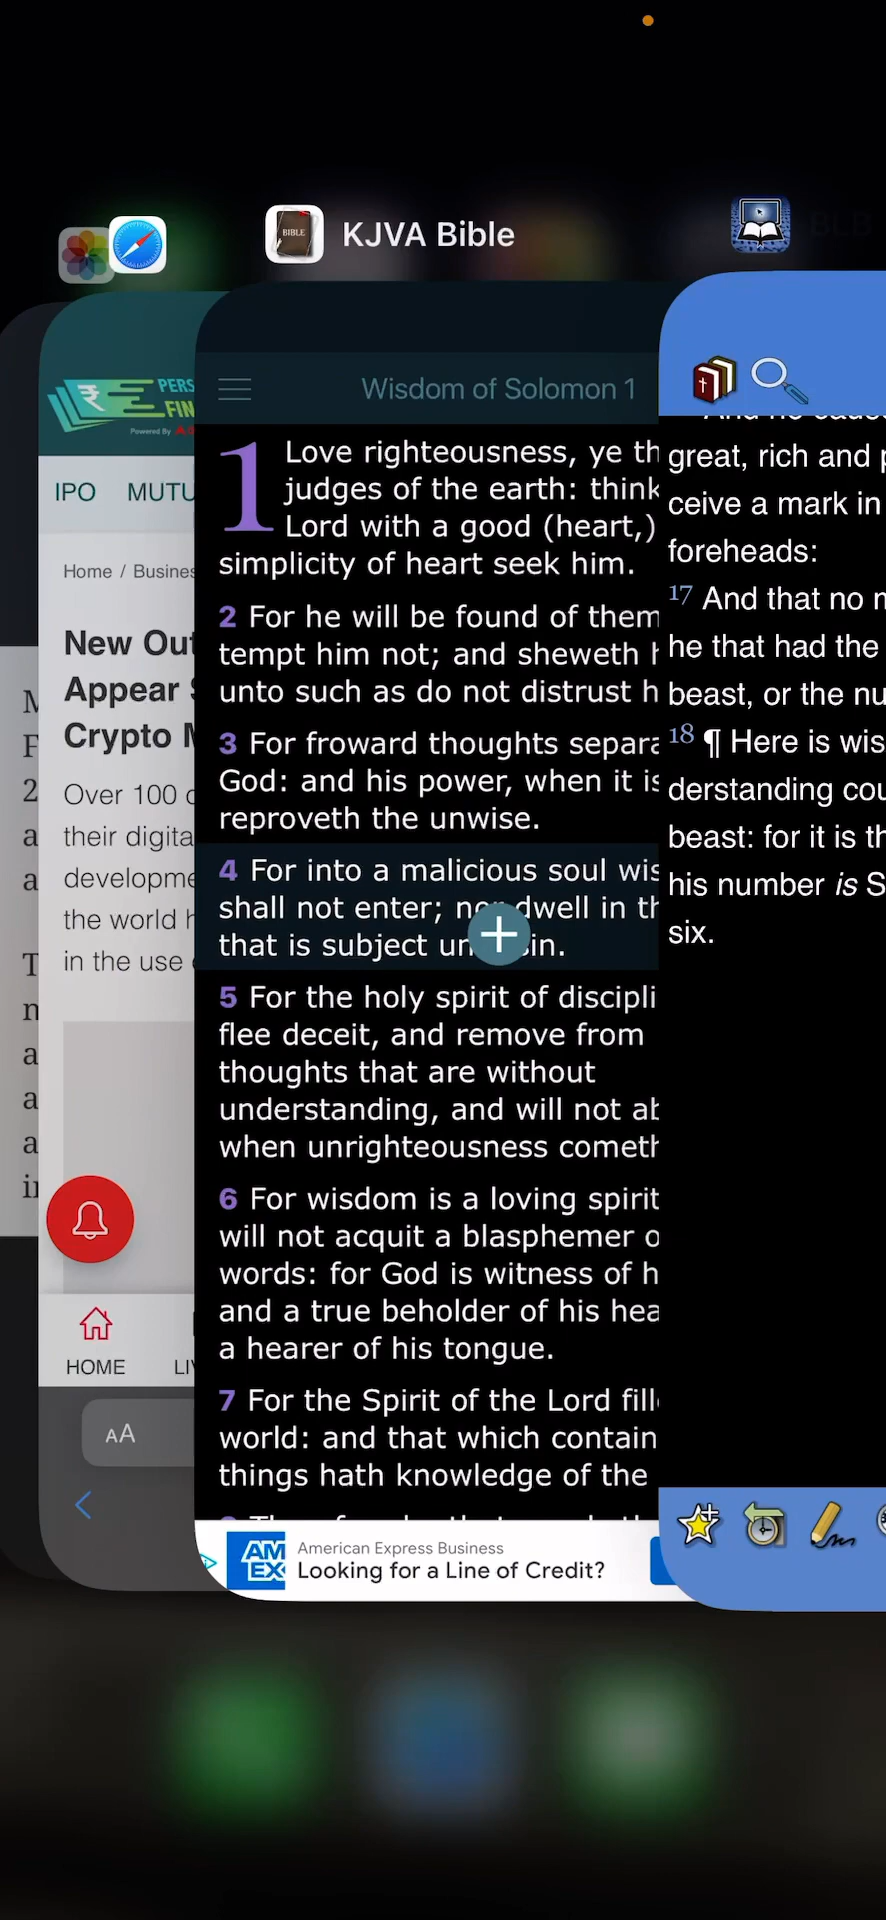 KJVA Bible
PERS
FIN
Powered By
IPO MUTU
Home / Busines
New Out
Appear
Crypto M
Over 100
their digita
developme
the world h
in the use
HOME LIV
AA
Wisdom of Solomon 1
1 Love righteousness, ye th
judges of the earth: think
Lord with a good (heart,)
simplicity of heart seek him.
2 For he will be found of them
tempt him not; and sheweth h
unto such as do not distrust h
3 For froward thoughts separa
God: and his power, when it is
reproveth the unwise.
4 For into a malicious soul wis
shall not enter; nor dwell in th
that is subject un in.
5 For the holy spirit of discipli
flee deceit, and remove from
thoughts that are without
understanding, and will not ab
when unrighteousness cometh
6 For wisdom is a loving spirit
will not acquit a blasphemer o
words: for God is witness of h
and a true beholder of his hea
a hearer of his tongue.
7 For the Spirit of the Lord fill
world: and that which contain
things hath knowledge of the
AM
EX
American Express Business
Looking for a Line of Credit?
BIBLE
great, rich and p
ceive a mark in
foreheads:
17 And that no m
he that had the
beast, or the nu
18 ¶ Here is wis
derstanding cou
beast: for it is th
his number is S
six.